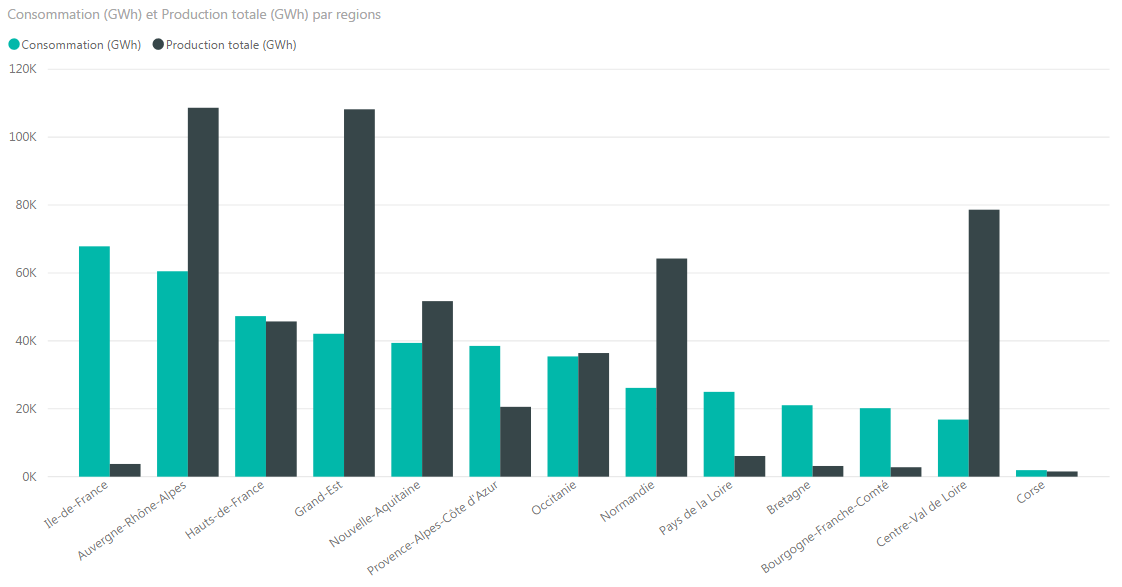 Consommation (GWh) et Production totale (GWh) par regions
Consommation (GWh) Production totale (GWh)
120K
100K
80K
60K
40K
20K
0K
Ile-de-France
Auvergne-Rhône-Alpes
Hauts-de-France
Grand-Est
Nouvelle-Aquitaine
Provence-Alpes-Côte d'Azur
Occitanie
Normandie
Pays de la Loire
Bretagne
Bourgogne-Franche-Comté
Centre-Val de Loire
Corse